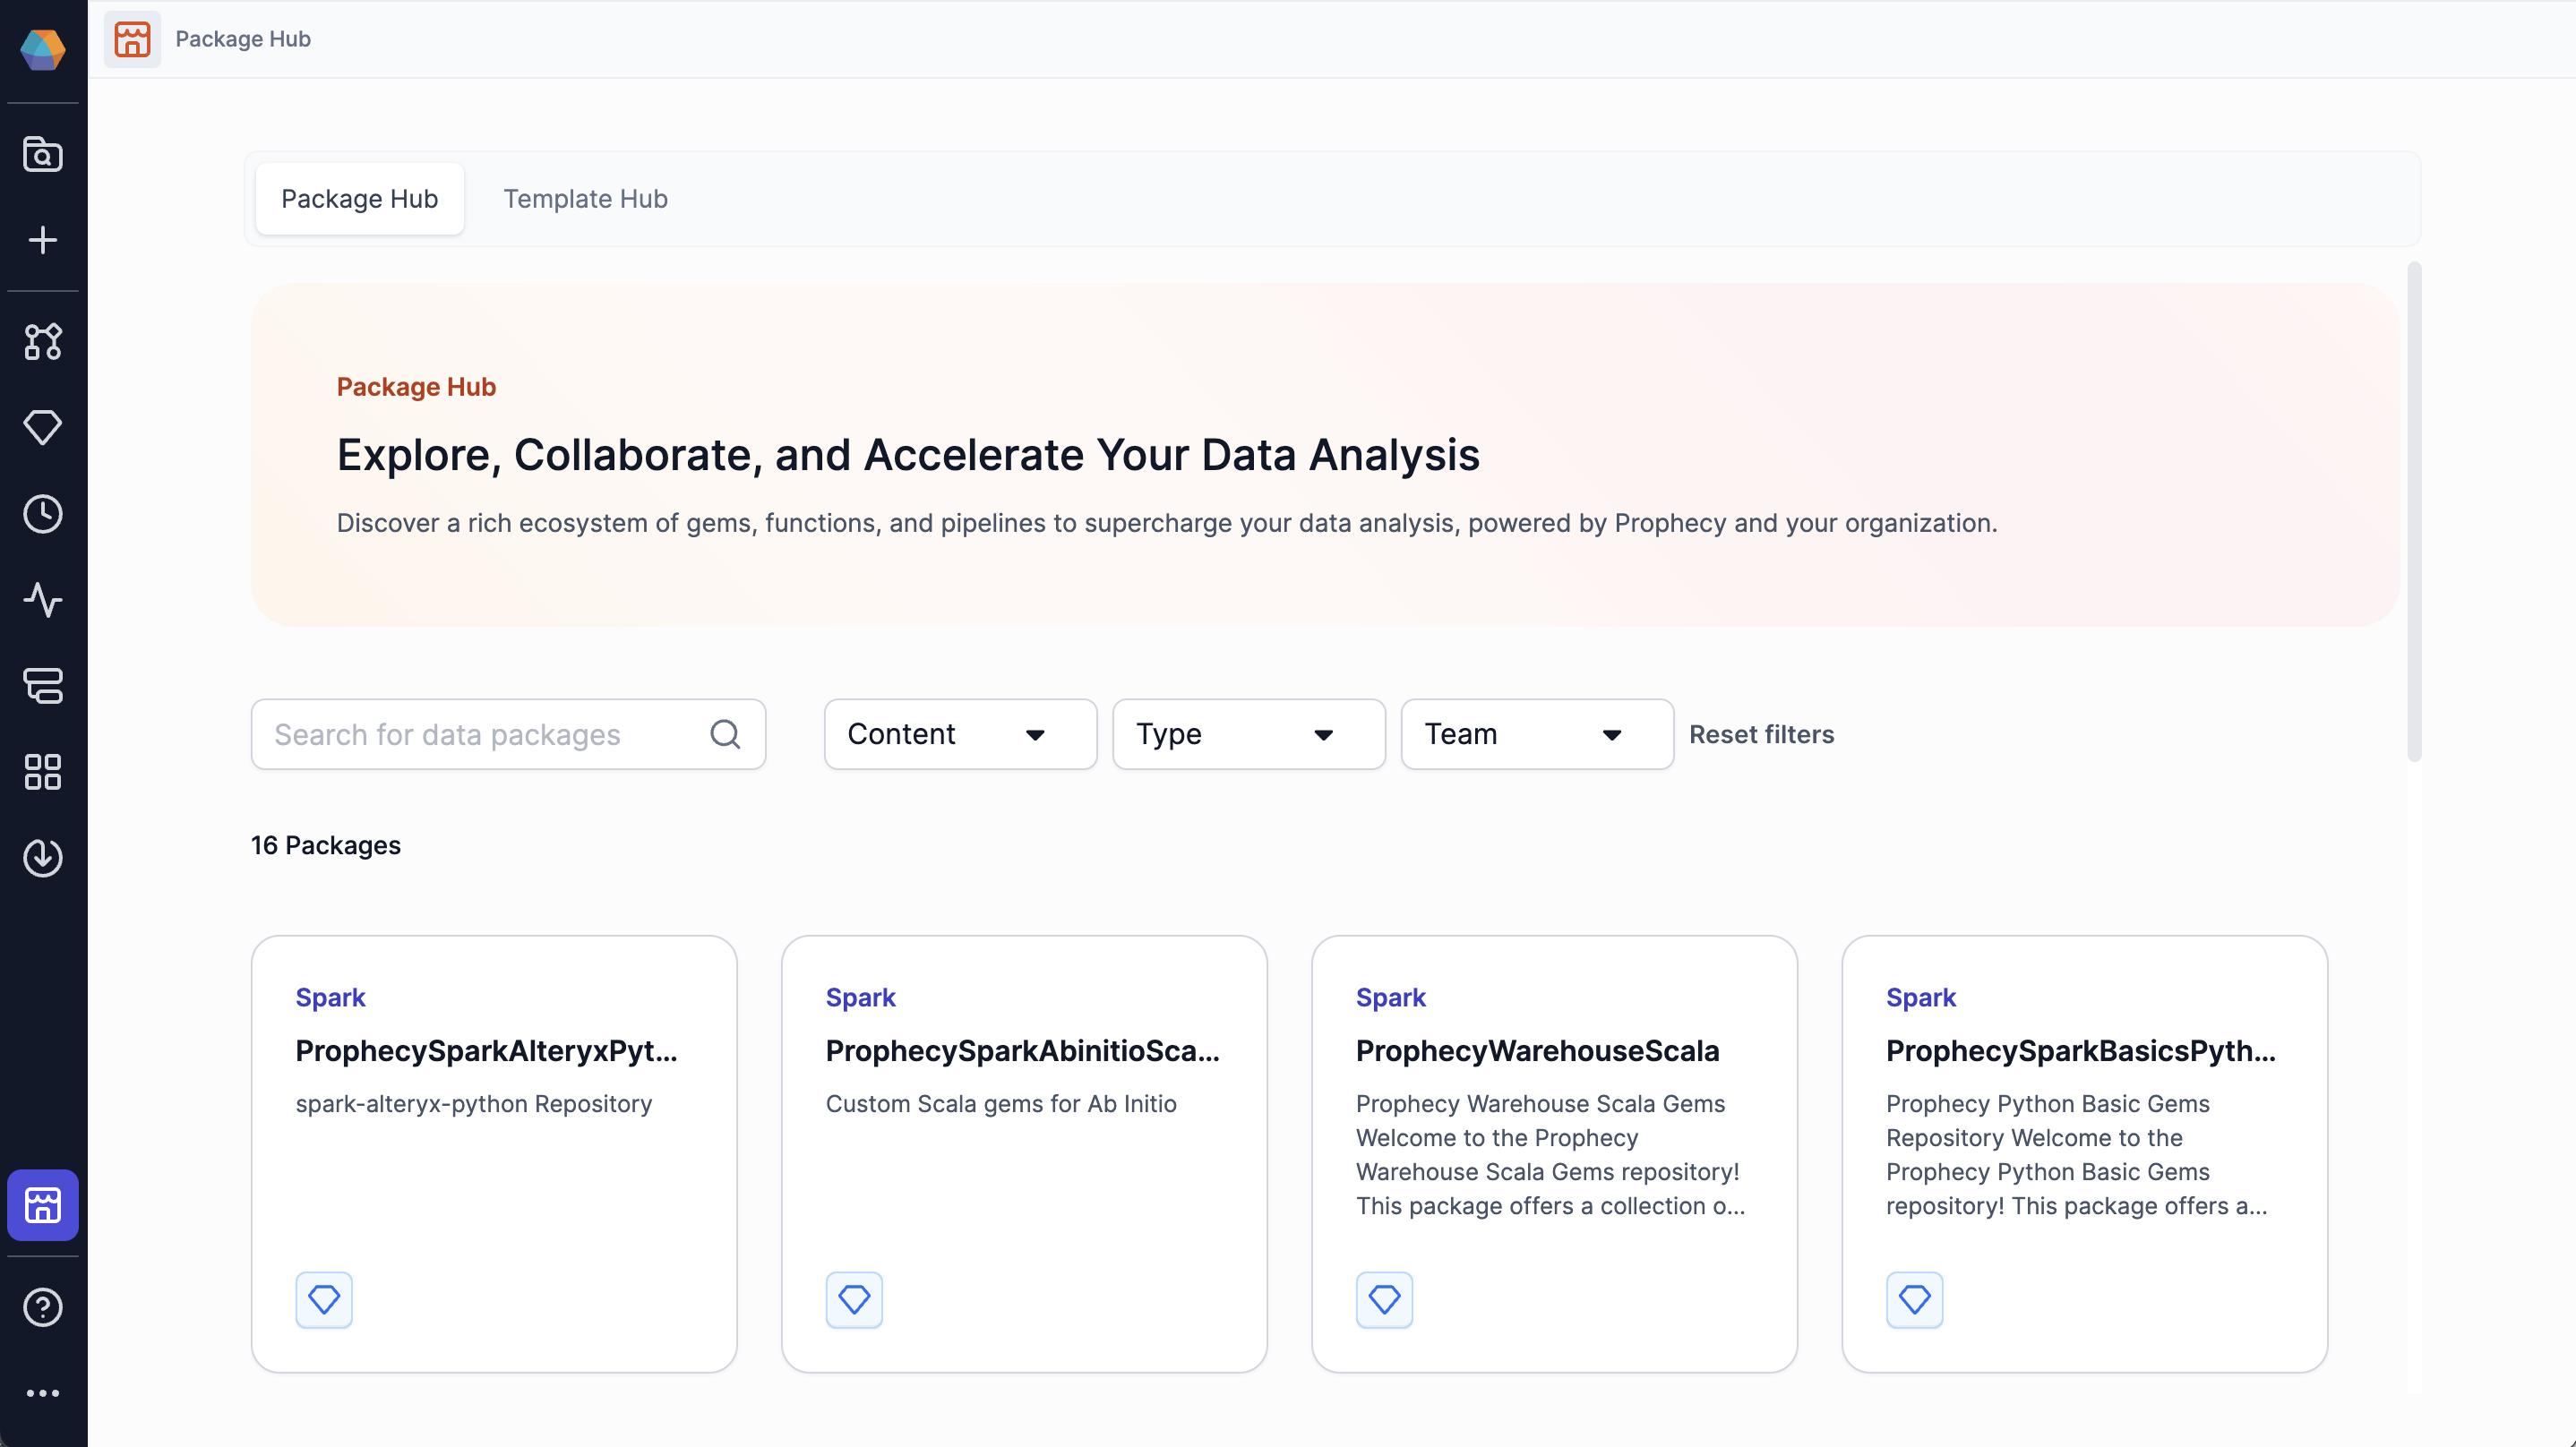 Package Hub
Package Hub
Template Hub
Package Hub
Explore, Collaborate, and Accelerate Your Data Analysis
Discover a rich ecosystem of gems, functions, and pipelines to supercharge your data analysis, powered by Prophecy and your organization.
Search for data packages
Content
Type
Team
Reset filters
16 Packages
Spark
ProphecySparkAlteryxPyt...
spark-alteryx-python Repository
Spark
ProphecySparkAbinitioSca...
Custom Scala gems for Ab Initio
Spark
ProphecyWarehouseScala
Prophecy Warehouse Scala Gems
Welcome to the Prophecy
Warehouse Scala Gems repository!
This package offers a collection o...
Spark
ProphecySparkBasicsPyth...
Prophecy Python Basic Gems
Repository Welcome to the
Prophecy Python Basic Gems
repository! This package offers a...